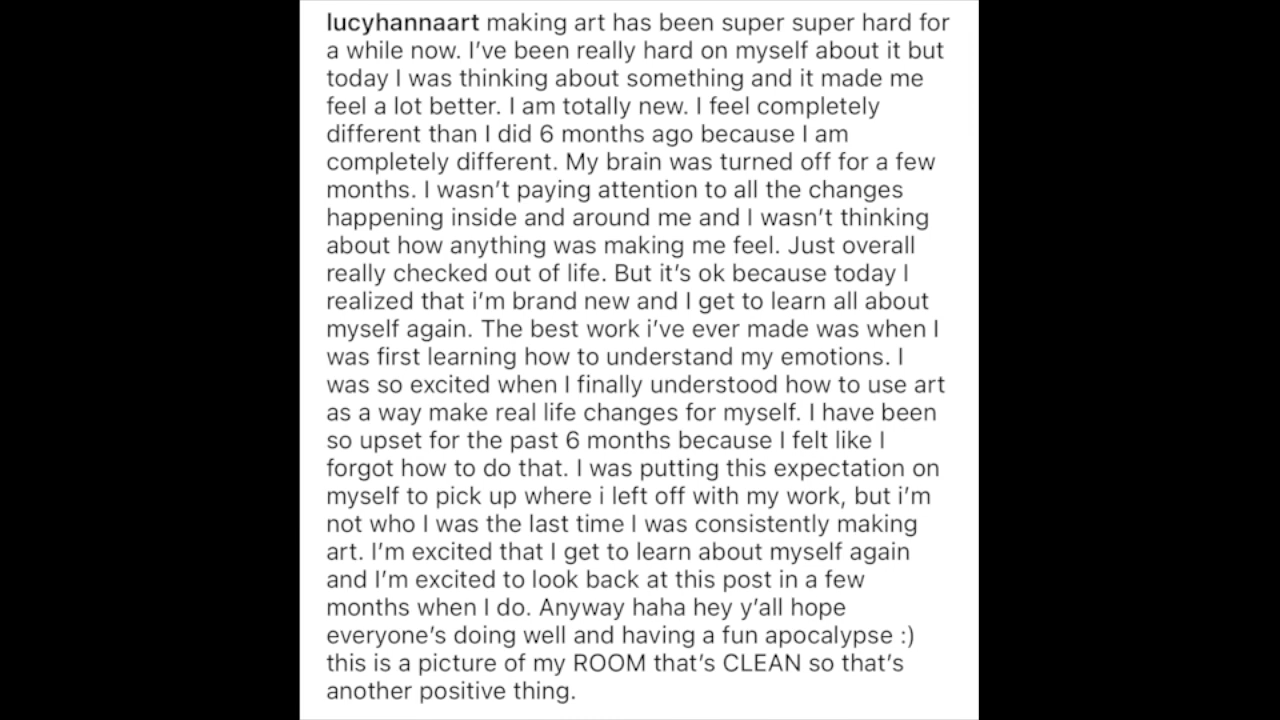 lucyhannaart making art has been super super hard for
a while now. I’ve been really hard on myself about it but
today I was thinking about something and it made me
feel a lot better. I am totally new. I feel completely
different than I did 6 months ago because I am
completely different. My brain was turned off for a few
months. I wasn’t paying attention to all the changes
happening inside and around me and I wasn’t thinking
about how anything was making me feel. Just overall
really checked out of life. But it’s ok because today I
realized that i’m brand new and I get to learn all about
myself again. The best work i’ve ever made was when I
was first learning how to understand my emotions. I
was so excited when I finally understood how to use art
as a way make real life changes for myself. I have been
so upset for the past 6 months because I felt like I
forgot how to do that. I was putting this expectation on
myself to pick up where i left off with my work, but i’m
not who I was the last time I was consistently making
art. I’m excited that I get to learn about myself again
and I’m excited to look back at this post in a few
months when I do. Anyway haha hey y’all hope
everyone’s doing well and having a fun apocalypse :)
this is a picture of my ROOM that’s CLEAN so that’s
another positive thing.